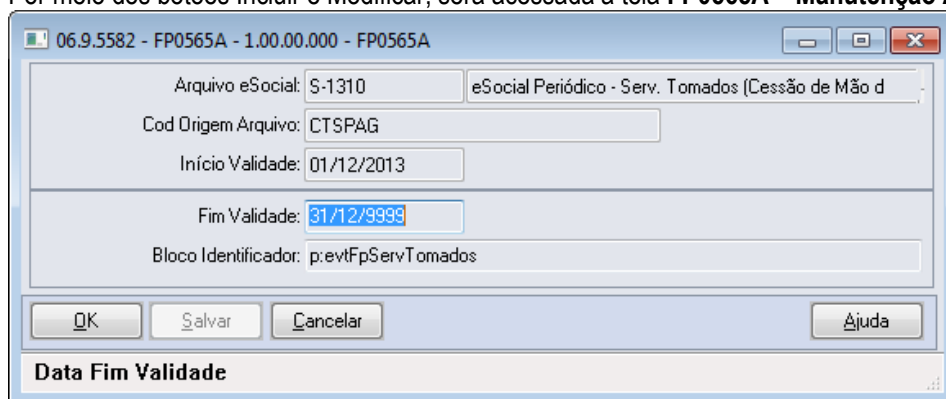 Por meio dos botões Incluir e Modificar, será acessada a tela FP0565A – Manutenção
06.9.5582 - FP0565A - 1.00.00.000 - FP0565A
Arquivo eSocial: S-1310 eSocial Periódico - Serv. Tomados (Cessão de Mão d
Cod Origem Arquivo: CTSPAG
Início Validade: 01/12/2013
Fim Validade: 31/12/9999
Bloco Identificador: p:evtFpServTomados
OK Salvar Cancelar Ajuda
Data Fim Validade